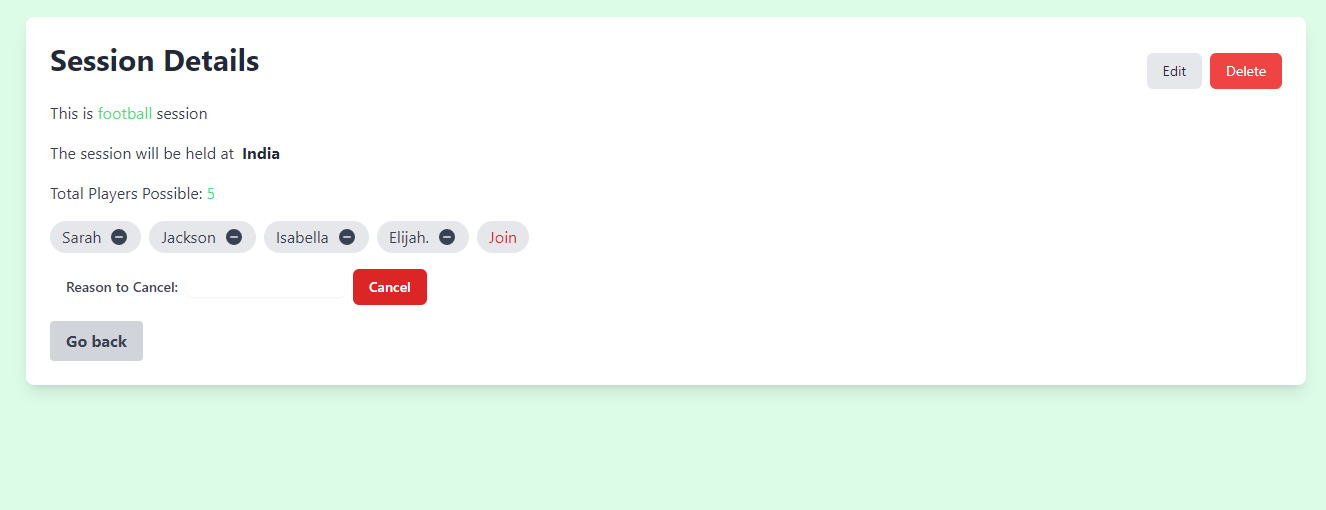 Session Details
Edit
Delete
This is football session
The session will be held at India
Total Players Possible: 5
Sarah Jackson Isabella Elijah. Join
Reason to Cancel: Cancel
Go back